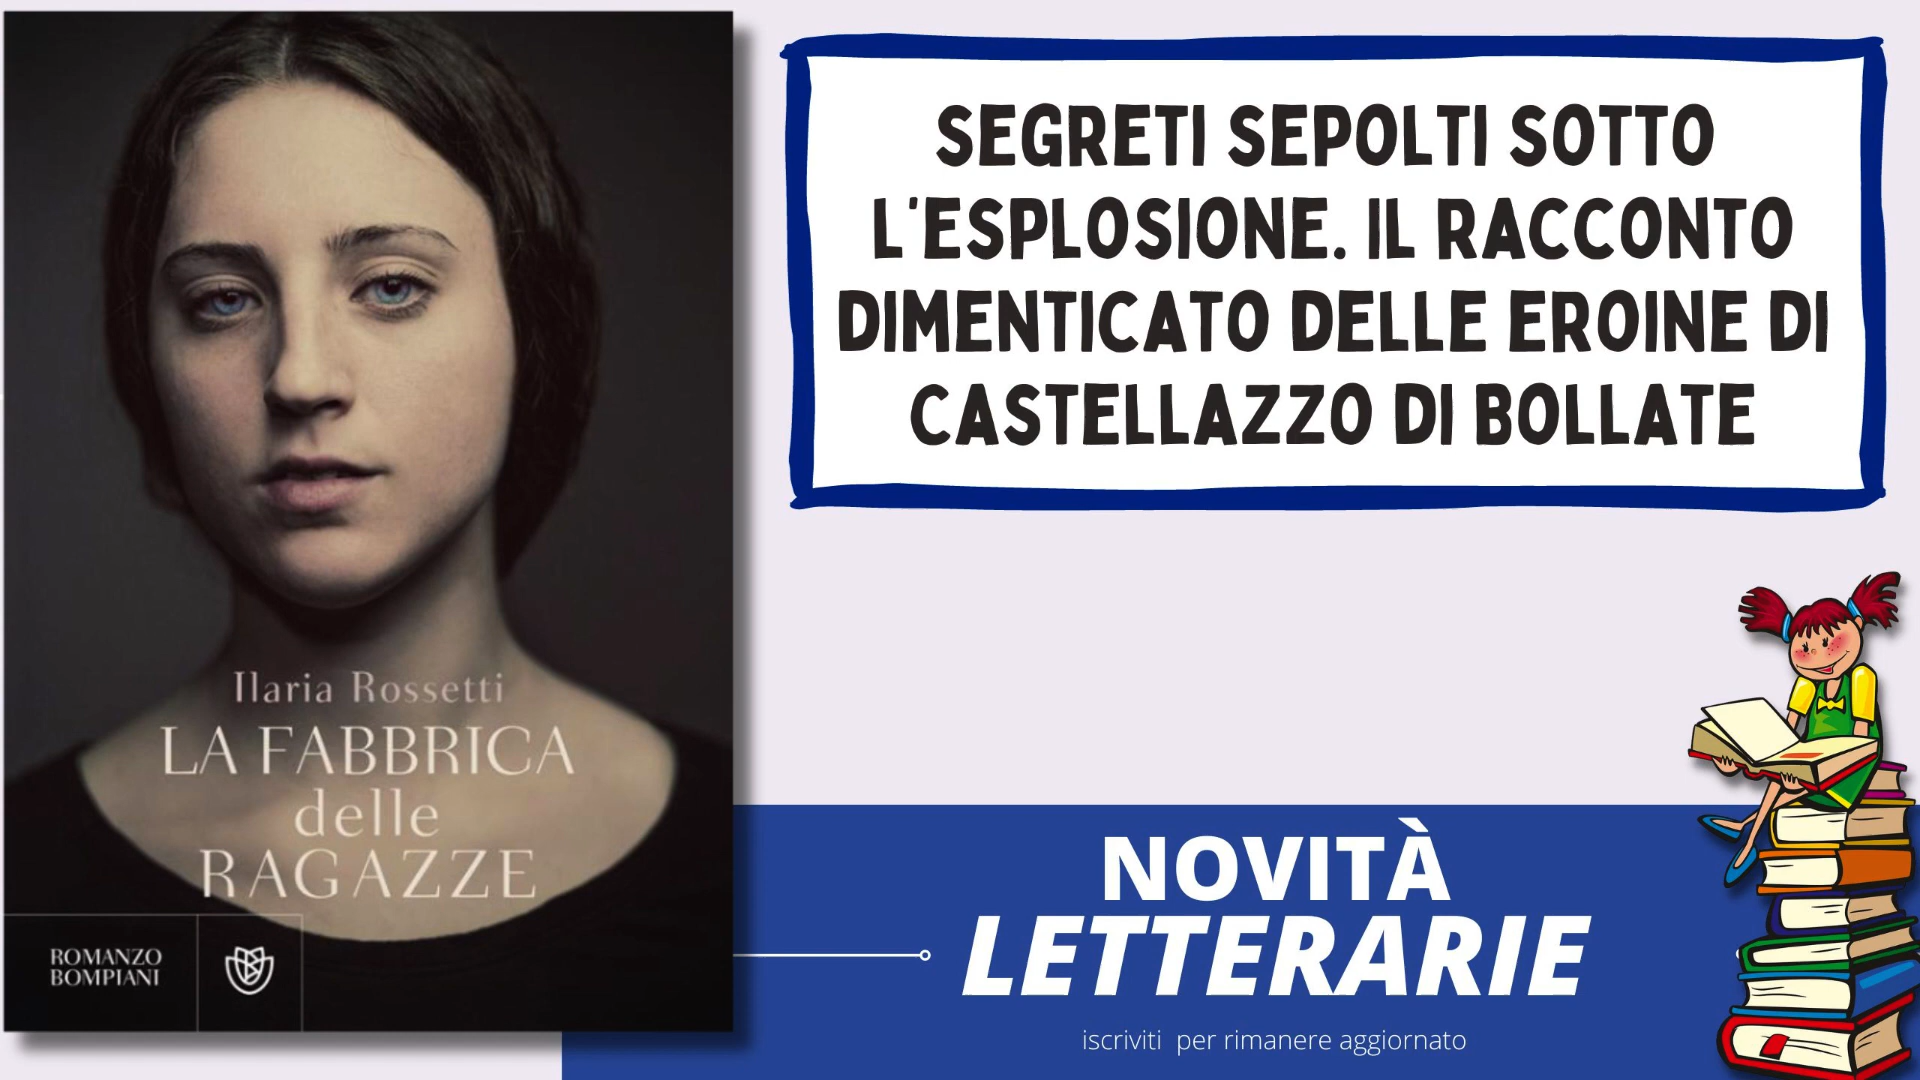 Ilaria Rossetti
LA FABBRICA
delle
RAGAZZE
ROMANZO
BOMPIANI
SEGRETI SEPOLTI SOTTO
L'ESPLOSIONE. IL RACCONTO
DIMENTICATO DELLE EROINE DI
CASTELLAZZO DI BOLLATE
NOVITÀ
LETTERARIE
iscriviti per rimanere aggiornato